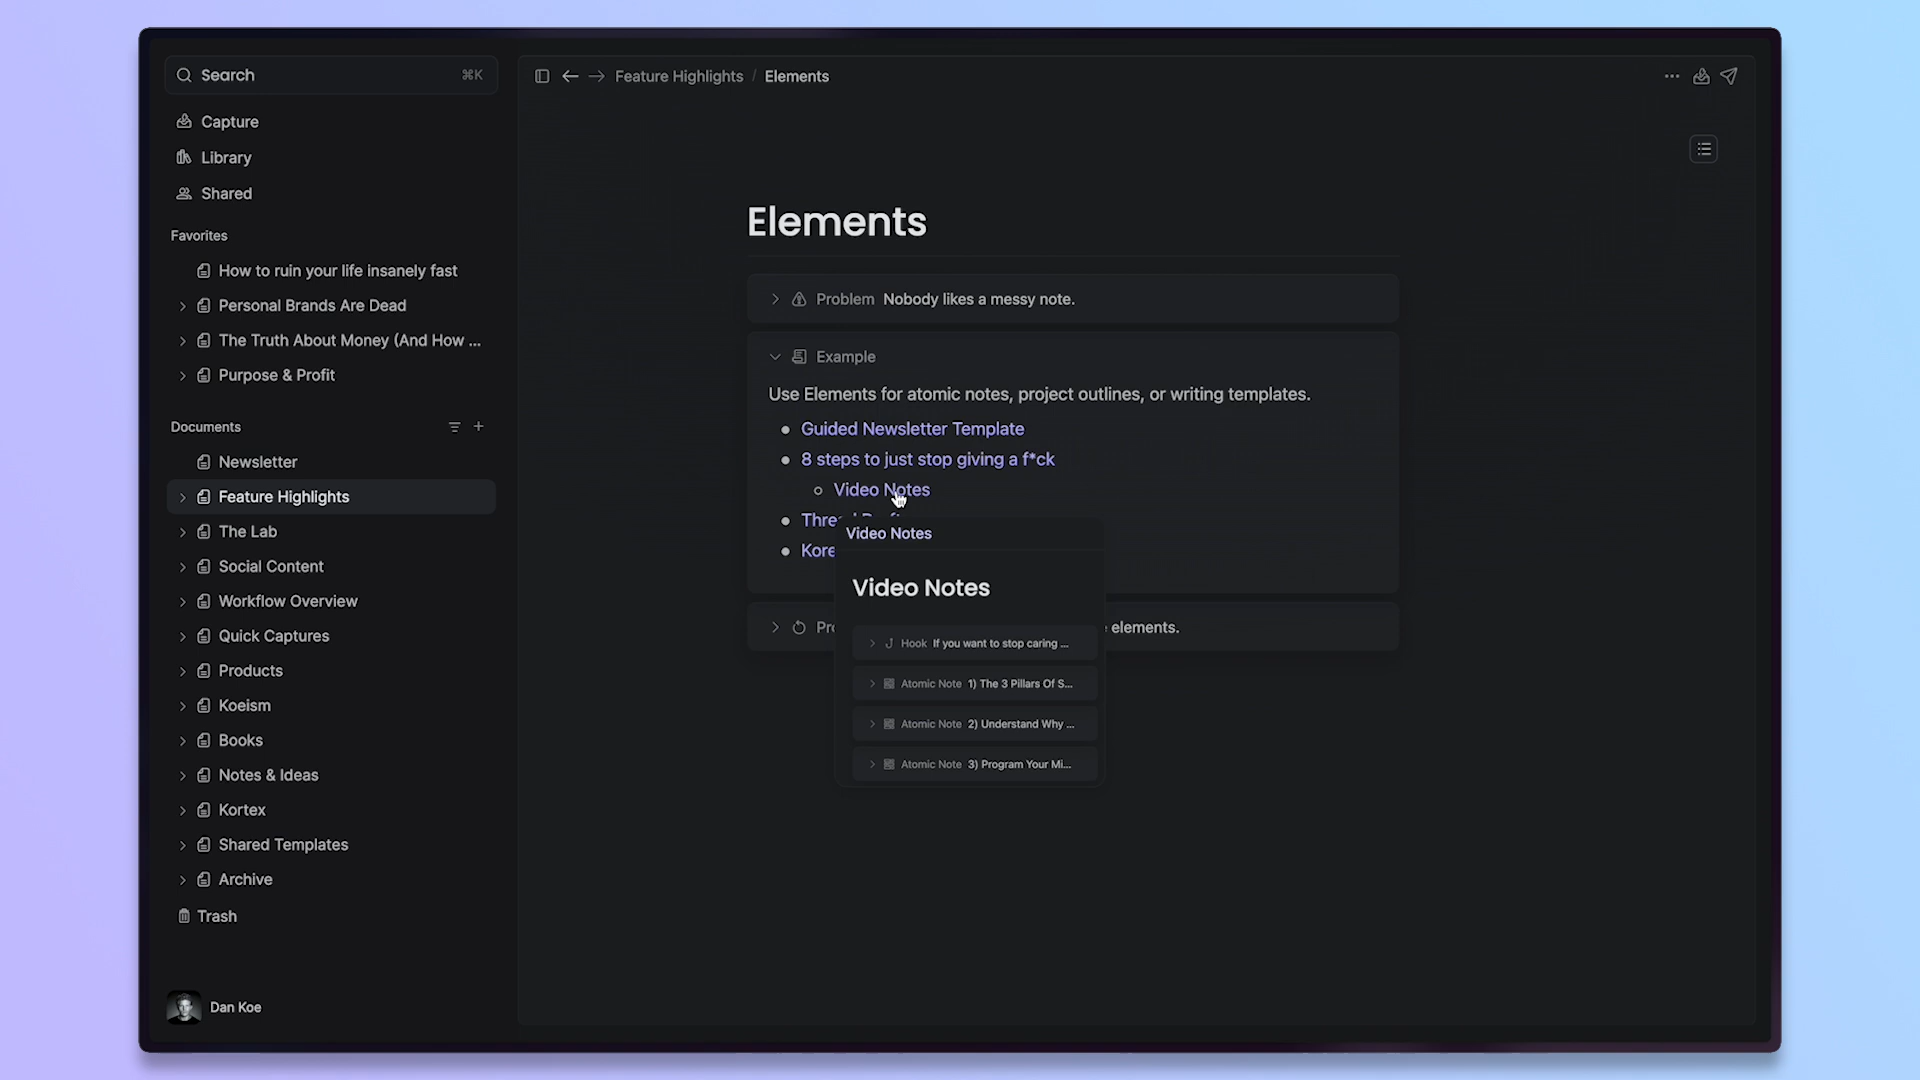 Search ⌘K
Capture
Library
Shared
Favorites
How to ruin your life insanely fast
Personal Brands Are Dead
The Truth About Money (And How ...
Purpose & Profit
Documents
Newsletter
Feature Highlights
The Lab
Social Content
Workflow Overview
Quick Captures
Products
Koeism
Books
Notes & Ideas
Kortex
Shared Templates
Archive
Trash
Dan Koe
Feature Highlights / Elements
Elements
Problem Nobody likes a messy note.
Example
Use Elements for atomic notes, project outlines, or writing templates.
Guided Newsletter Template
8 steps to just stop giving a f*ck
Video Notes
Video Notes
Video Notes
Hook If you want to stop caring ...
Atomic Note 1) The 3 Pillars Of S...
Atomic Note 2) Understand Why ...
Atomic Note 3) Program Your Mi...
elements.